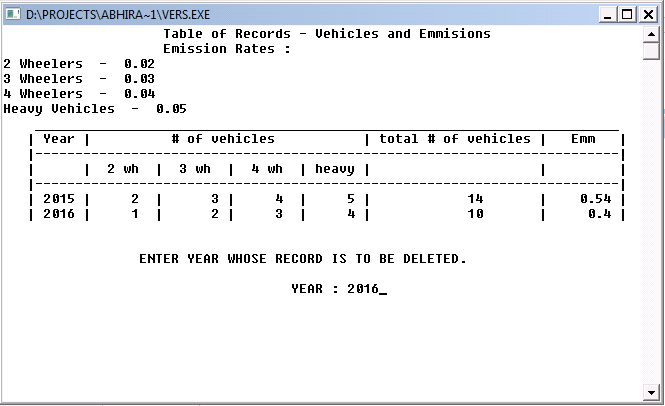 D:\PROJECTS\ABHIRA~1\VERS.EXE
Table of Records - Vehicles and Emmisions
Emission Rates :
2 Wheelers - 0.02
3 Wheelers - 0.03
4 Wheelers - 0.04
Heavy Vehicles - 0.05
| Year | # of vehicles | total # of vehicles | Emm |
| | 2 wh | 3 wh | 4 wh | heavy | | |
| 2015 | 2 | 3 | 4 | 5 | 14 | 0.54 |
| 2016 | 1 | 2 | 3 | 4 | 10 | 0.4 |
ENTER YEAR WHOSE RECORD IS TO BE DELETED.
YEAR : 2016_